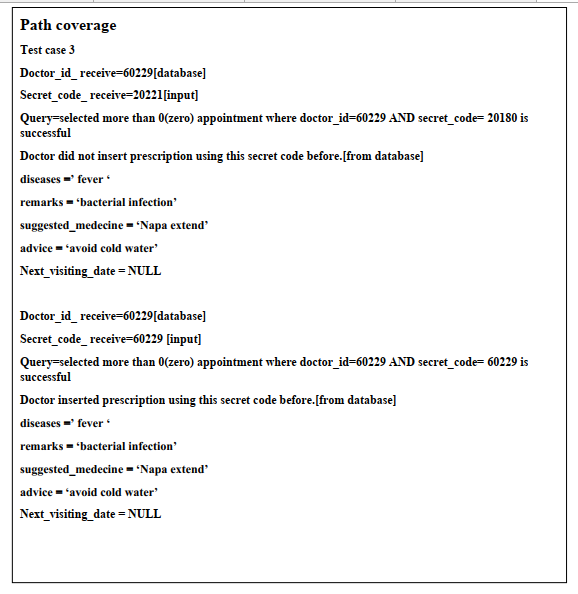 Path coverage
Test case 3
Doctor_id_ receive=60229[database]
Secret_code_ receive=20221[input]
Query=selected more than 0(zero) appointment where doctor_id=60229 AND secret_code= 20180 is
successful
Doctor did not insert prescription using this secret code before.[from database]
diseases =’ fever ‘
remarks = ‘bacterial infection’
suggested_medecine = ‘Napa extend’
advice = ‘avoid cold water’
Next_visiting_date = NULL
Doctor_id_ receive=60229[database]
Secret_code_ receive=60229 [input]
Query=selected more than 0(zero) appointment where doctor_id=60229 AND secret_code= 60229 is
successful
Doctor inserted prescription using this secret code before.[from database]
diseases =’ fever ‘
remarks = ‘bacterial infection’
suggested_medecine = ‘Napa extend’
advice = ‘avoid cold water’
Next_visiting_date = NULL